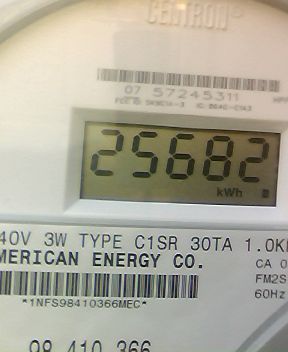 CENTRON®
07 57245311
25682
kWh
40V 3W TYPE C1SR 30TA 1.0K
MERICAN ENERGY CO.
CA 0
FM2S
60Hz
*1NFS98410366MEC*
98 410 366